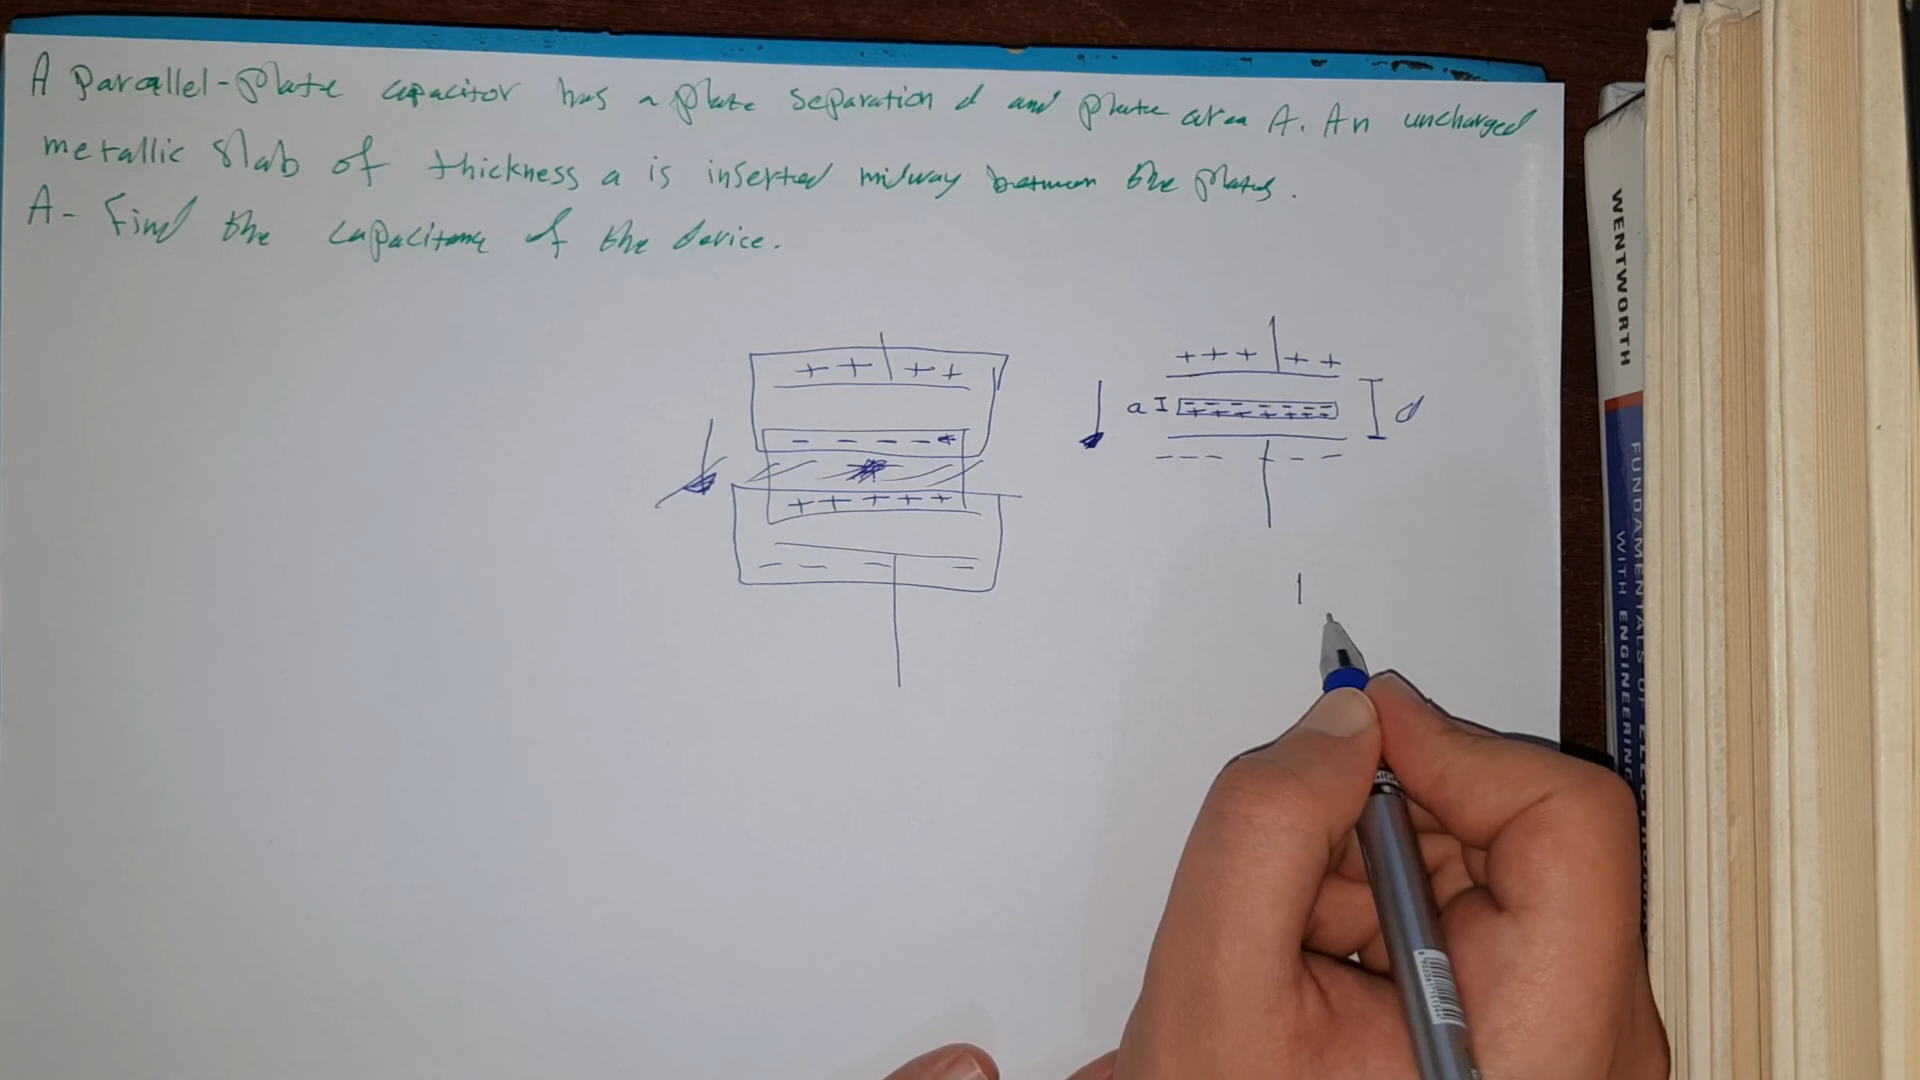 A parallel-plate capacitor has a plate separation d and plate area A. An uncharged
metallic slab of thickness a is inserted midway between the plates.
A- Find the capacitance of the device.
+ + + +
- - - -
+ + + + +
- - - -
+ + + + +
a
d
WENTWORTH
FUNDAMENTALS OF
WITH ENGINEERING